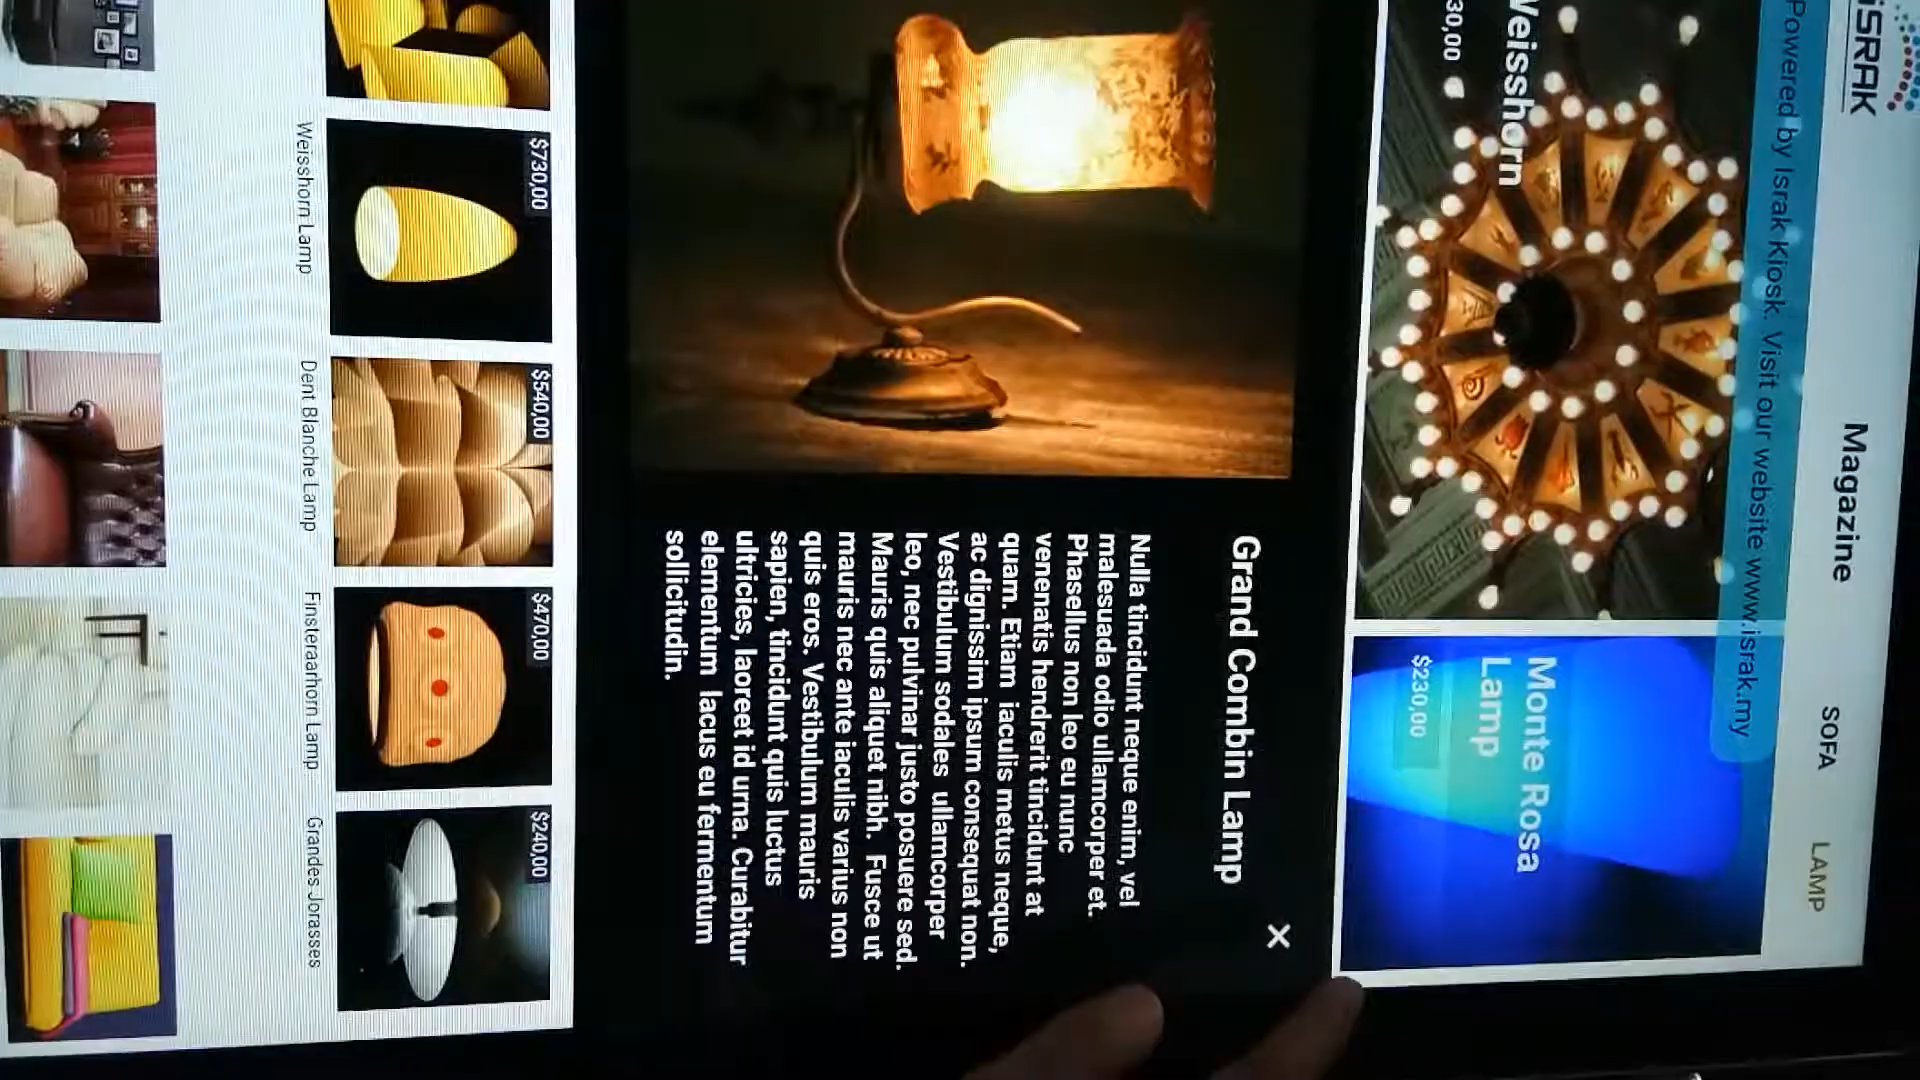 iSRAK
Magazine
SOFA
LAMP
Powered by Israk Kiosk. Visit our website www.israk.my
Weisshorn
30,00
Monte Rosa
Lamp
$230,00
Grand Combin Lamp
Nulla tincidunt neque enim, vel
malesuada odio ullamcorper et.
Phasellus non leo eu nunc
venenatis hendrerit tincidunt at
quam. Etiam iaculis metus neque,
ac dignissim ipsum consequat non.
Vestibulum sodales ullamcorper
leo, nec pulvinar justo posuere sed.
Mauris quis aliquet nibh. Fusce ut
mauris nec ante iaculis varius non
quis eros. Vestibulum mauris
sapien, tincidunt quis luctus
ultricies, laoreet id urna. Curabitur
elementum lacus eu fermentum
sollicitudin.
$730,00
$540,00
$470,00
$240,00
Weisshorn Lamp
Dent Blanche Lamp
Finsteraarhorn Lamp
Grandes Jorasses